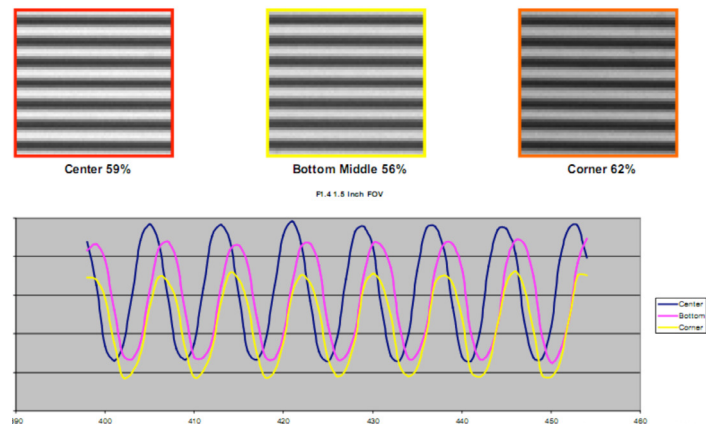 Center 59%
Bottom Middle 56%
Corner 62%
F1.4 1.5 Inch FOV
Center
Bottom
Corner
390 400 410 420 430 440 450 460